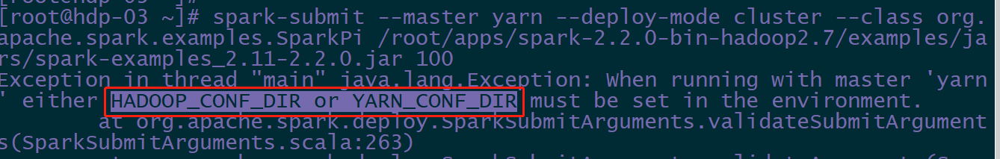 [root@hdp-03 ~]#
[root@hdp-03 ~]# spark-submit --master yarn --deploy-mode cluster --class org.
apache.spark.examples.SparkPi /root/apps/spark-2.2.0-bin-hadoop2.7/examples/ja
rs/spark-examples_2.11-2.2.0.jar 100
Exception in thread "main" java.lang.Exception: When running with master 'yarn
' either HADOOP_CONF_DIR or YARN_CONF_DIR must be set in the environment.
at org.apache.spark.deploy.SparkSubmitArguments.validateSubmitArgument
s(SparkSubmitArguments.scala:263)